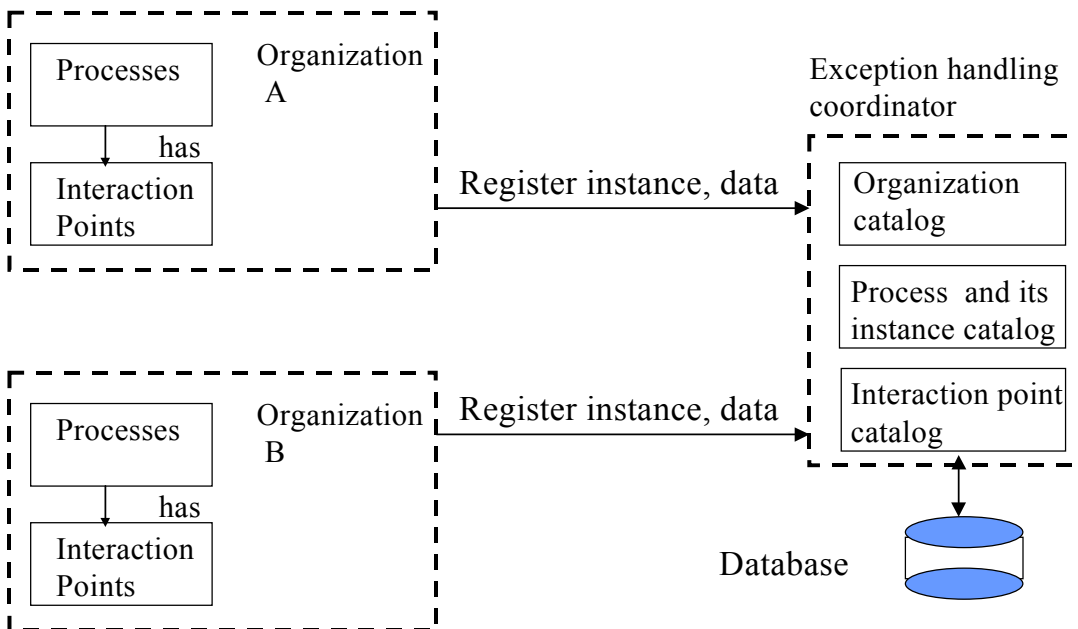 Processes
Organization
A
has
Interaction
Points
Register instance, data
Exception handling
coordinator
Organization
catalog
Process and its
instance catalog
Interaction point
catalog
Processes
Organization
B
has
Interaction
Points
Register instance, data
Database